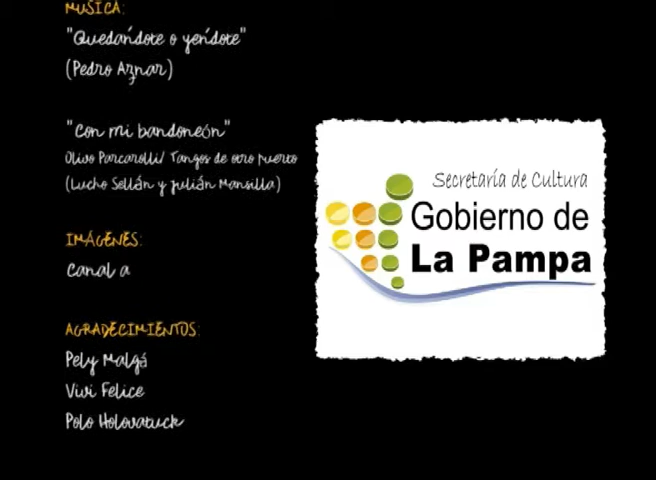 MUSICA:
"Quedándote o yéndote"
(Pedro Aznar)
"Con mi bandoneón"
Olivo Parcarolli/ Tangos de otro puerto
(Lucho Sellán y Julián Mansilla)
IMÁGENES:
Canal a
AGRADECIMIENTOS:
Pely Malgá
Vivi Felice
Polo Holovatuck
Secretaría de Cultura
Gobierno de
La Pampa